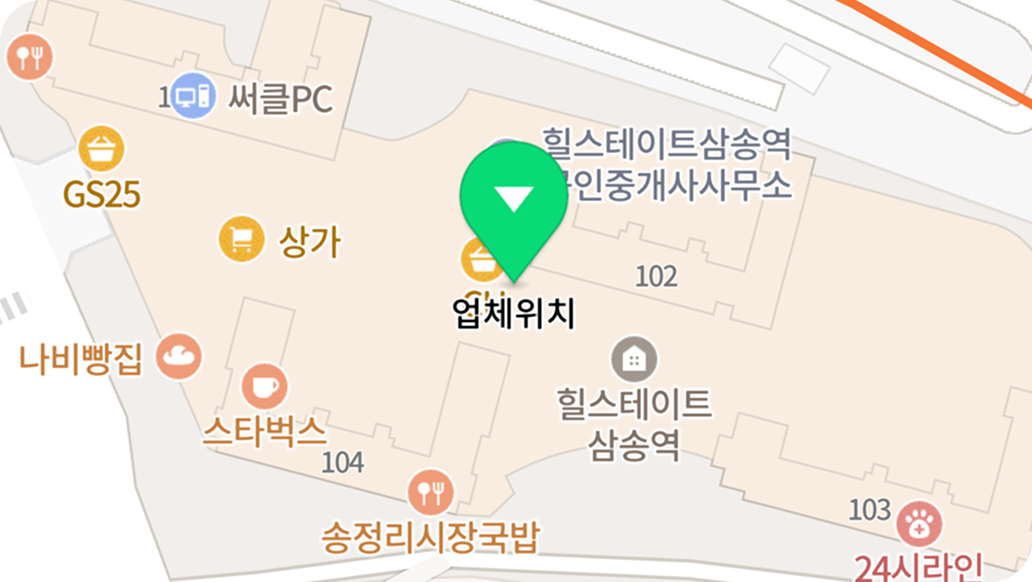 써클PC
GS25
상가
힐스테이트삼송역
인중개사사무소
102
업체위치
나비빵집
스타벅스
104
힐스테이트
삼송역
송정리시장국밥
103
24시라인